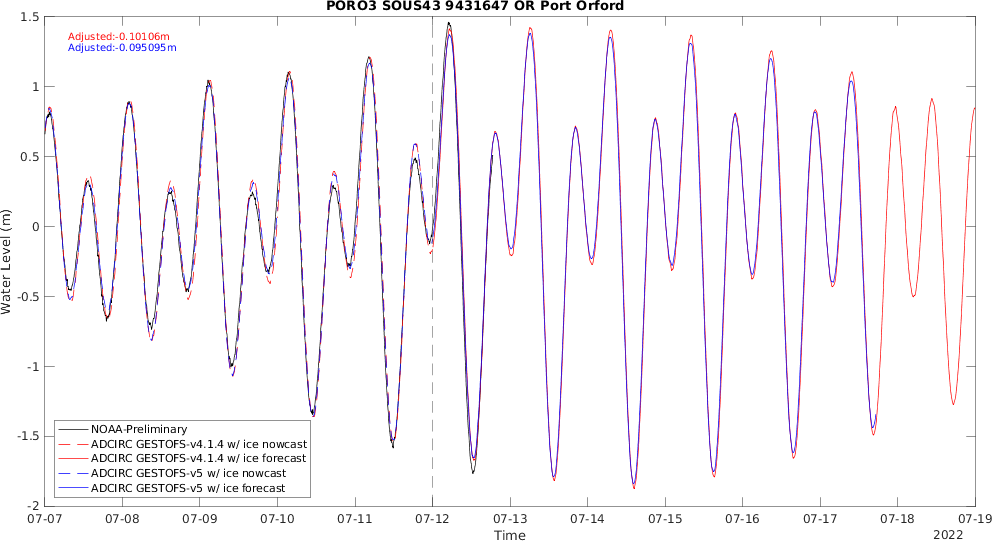 PORO3 SOUS43 9431647 OR Port Orford
Adjusted:-0.10106m
Adjusted:-0.095095m
1.5
1
0.5
0
-0.5
-1
-1.5
-2
Water Level (m)
NOAA-Preliminary
ADCIRC GESTOFS-v4.1.4 w/ ice nowcast
ADCIRC GESTOFS-v4.1.4 w/ ice forecast
ADCIRC GESTOFS-v5 w/ ice nowcast
ADCIRC GESTOFS-v5 w/ ice forecast
07-07 07-08 07-09 07-10 07-11 07-12 07-13 07-14 07-15 07-16 07-17 07-18 07-19
Time
2022